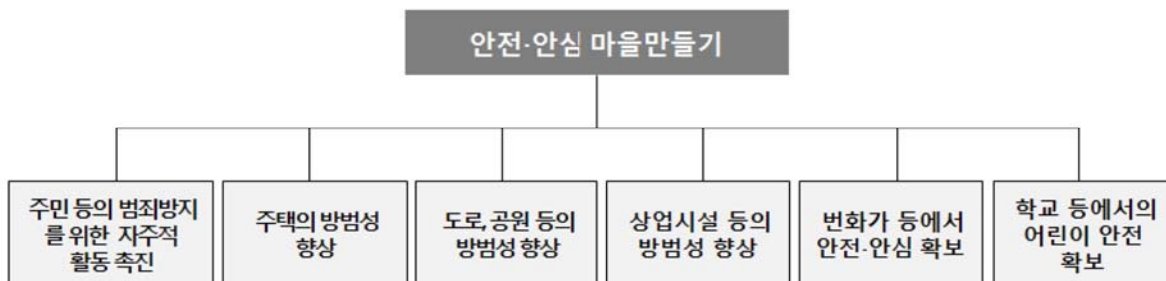 안전·안심 마을만들기
주민 등의 범죄방지
를 위한 자주적
활동 촉진
주택의 방범성
향상
도로, 공원 등의
방범성 향상
상업시설 등의
방범성 향상
번화가 등에서
안전·안심 확보
학교 등에서의
어린이 안전
확보